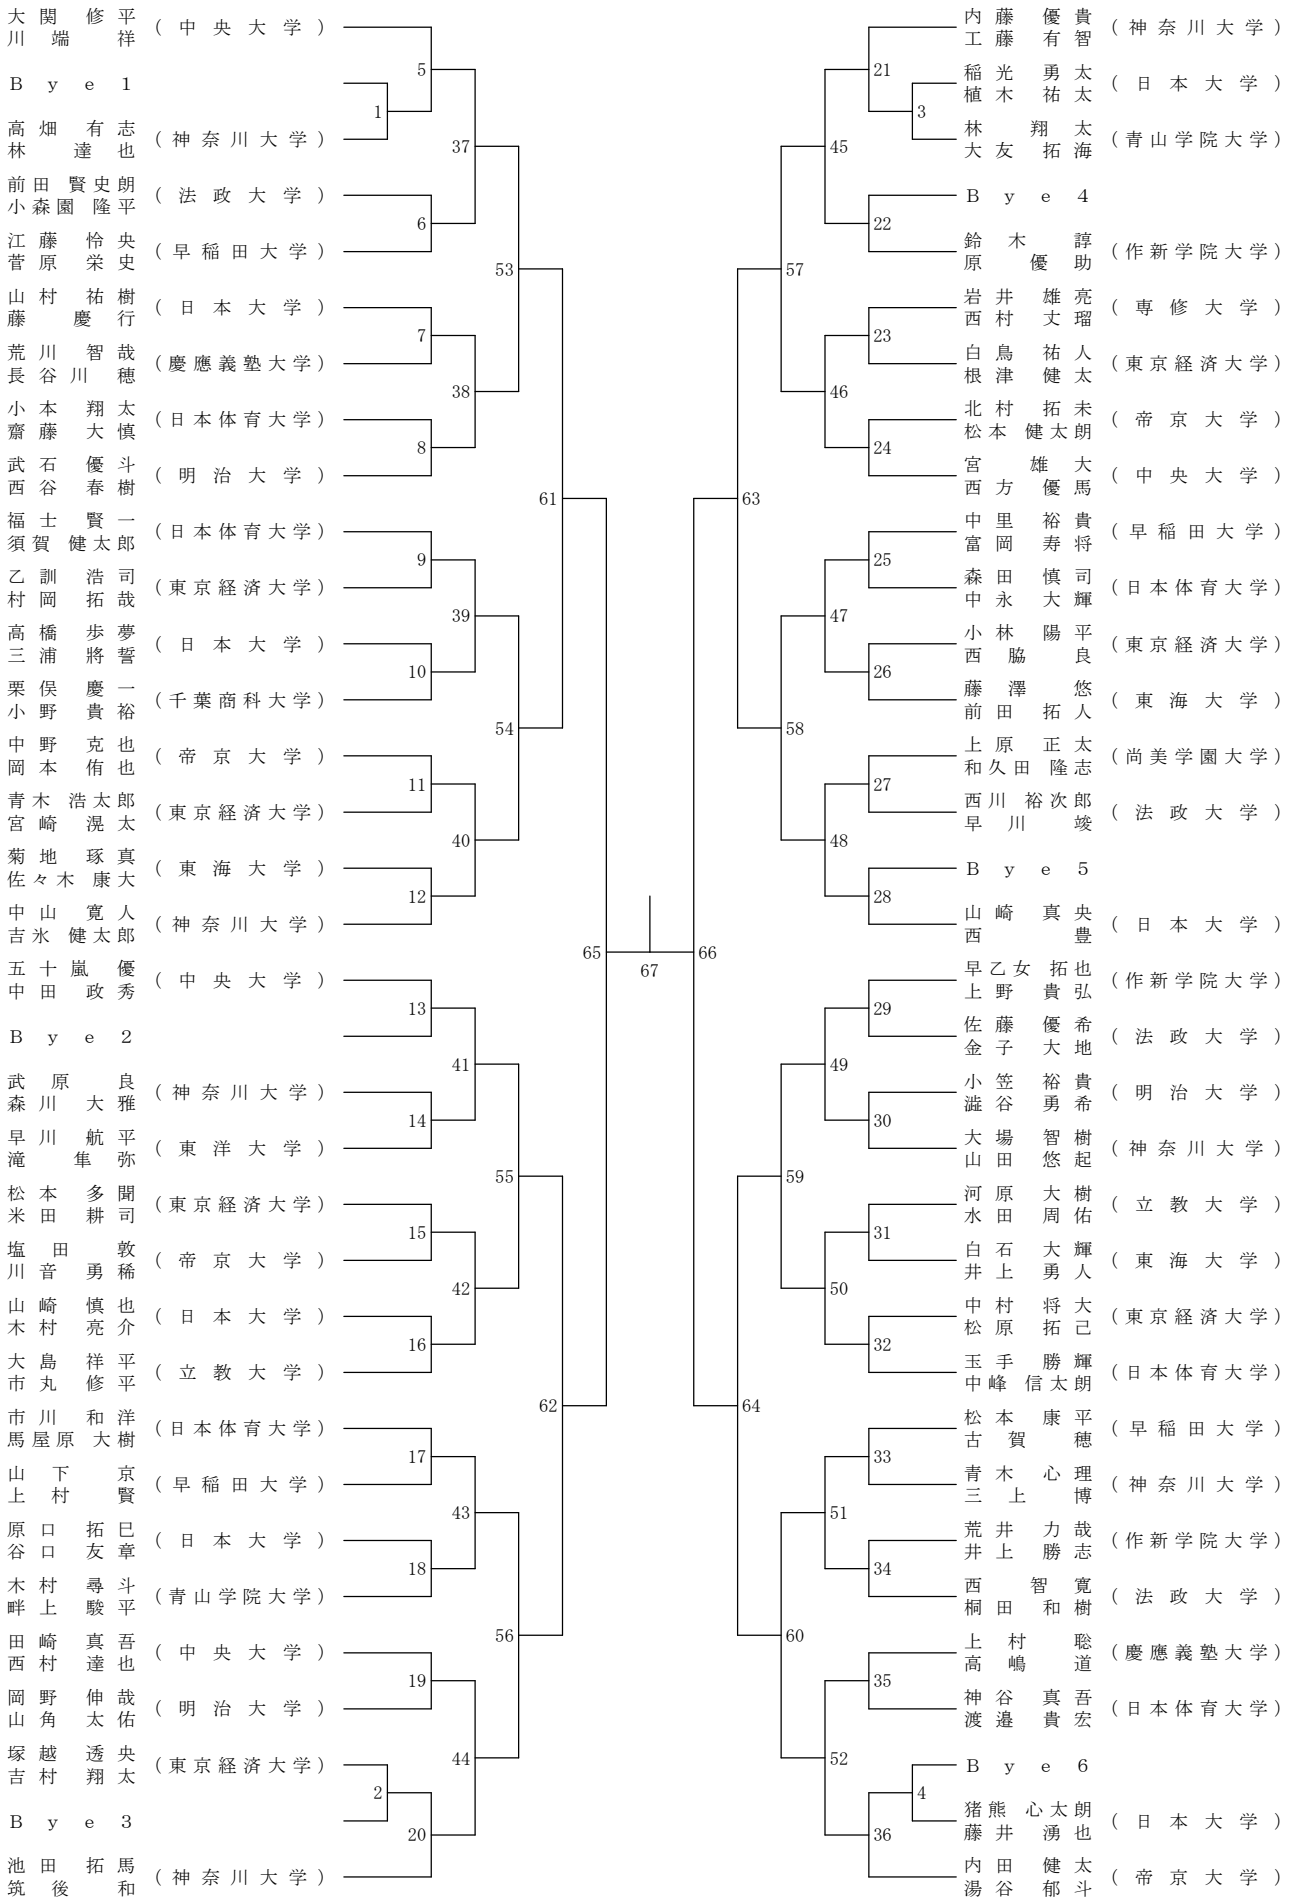 大関 修平
川端 祥
(中央大学)
5
Bye1
1
高畑 有志
林 達也
(神奈川大学)
37
前田 賢史朗
小森園 隆平
(法政大学)
6
江藤 怜央
菅原 栄史
(早稲田大学)
53
山村 祐樹
藤 慶行
(日本大学)
7
荒川 智哉
長谷川 穂
(慶應義塾大学)
38
小本 翔太
齋藤 大慎
(日本体育大学)
8
武石 優斗
西谷 春樹
(明治大学)
61
福士 賢一
須賀 健太郎
(日本体育大学)
9
乙訓 浩司
村岡 拓哉
(東京経済大学)
39
高橋 歩夢
三浦 將誓
(日本大学)
10
栗俣 慶一
小野 貴裕
(千葉商科大学)
54
中野 克也
岡本 侑也
(帝京大学)
11
青木 浩太郎
宮崎 滉太
(東京経済大学)
40
菊地 琢真
佐々木 康大
(東海大学)
12
中山 寛人
吉氷 健太郎
(神奈川大学)
65
67
五十嵐 優
中田 政秀
(中央大学)
13
Bye2
41
武原 良
森川 大雅
(神奈川大学)
14
早川 航平
滝 隼弥
(東洋大学)
55
松本 多聞
米田 耕司
(東京経済大学)
15
塩田 敦
川音 勇稀
(帝京大学)
42
山崎 慎也
木村 亮介
(日本大学)
16
大島 祥平
市丸 修平
(立教大学)
62
市川 和洋
馬屋原 大樹
(日本体育大学)
17
山下 京
上村 賢
(早稲田大学)
43
原口 拓巳
谷口 友章
(日本大学)
18
木村 尋斗
畔上 駿平
(青山学院大学)
56
田崎 真吾
西村 達也
(中央大学)
19
岡野 伸哉
山角 太佑
(明治大学)
44
塚越 透央
吉村 翔太
(東京経済大学)
2
Bye3
20
池田 拓馬
筑後 和
(神奈川大学)
内藤 優貴
工藤 有智
(神奈川大学)
21
稲光 勇太
植木 祐太
(日本大学)
3
林 翔太
大友 拓海
(青山学院大学)
45
Bye4
22
鈴木 諄
原 優助
(作新学院大学)
57
岩井 雄亮
西村 丈瑠
(専修大学)
23
白鳥 祐人
根津 健太
(東京経済大学)
46
北村 拓未
松本 健太朗
(帝京大学)
24
宮 雄大
西方 優馬
(中央大学)
63
中里 裕貴
富岡 寿将
(早稲田大学)
25
森田 慎司
中永 大輝
(日本体育大学)
47
小林 陽平
西脇 良
(東京経済大学)
26
藤澤 悠
前田 拓人
(東海大学)
58
上原 正太
和久田 隆志
(尚美学園大学)
27
西川 裕次郎
早川 竣
(法政大学)
48
Bye5
28
山崎 真央
西 豊
(日本大学)
66
早乙女 拓也
上野 貴弘
(作新学院大学)
29
佐藤 優希
金子 大地
(法政大学)
49
小笠 裕貴
澁谷 勇希
(明治大学)
30
大場 智樹
山田 悠起
(神奈川大学)
59
河原 大樹
水田 周佑
(立教大学)
31
白石 大輝
井上 勇人
(東海大学)
50
中村 将大
松原 拓己
(東京経済大学)
32
玉手 勝輝
中峰 信太朗
(日本体育大学)
64
松本 康平
古賀 穂
(早稲田大学)
33
青木 心理
三上 博
(神奈川大学)
51
荒井 力哉
井上 勝志
(作新学院大学)
34
西 智寛
桐田 和樹
(法政大学)
60
上村 聡
高嶋 道
(慶應義塾大学)
35
神谷 真吾
渡邉 貴宏
(日本体育大学)
52
Bye6
4
猪熊 心太朗
藤井 湧也
(日本大学)
36
内田 健太
湯谷 郁斗
(帝京大学)